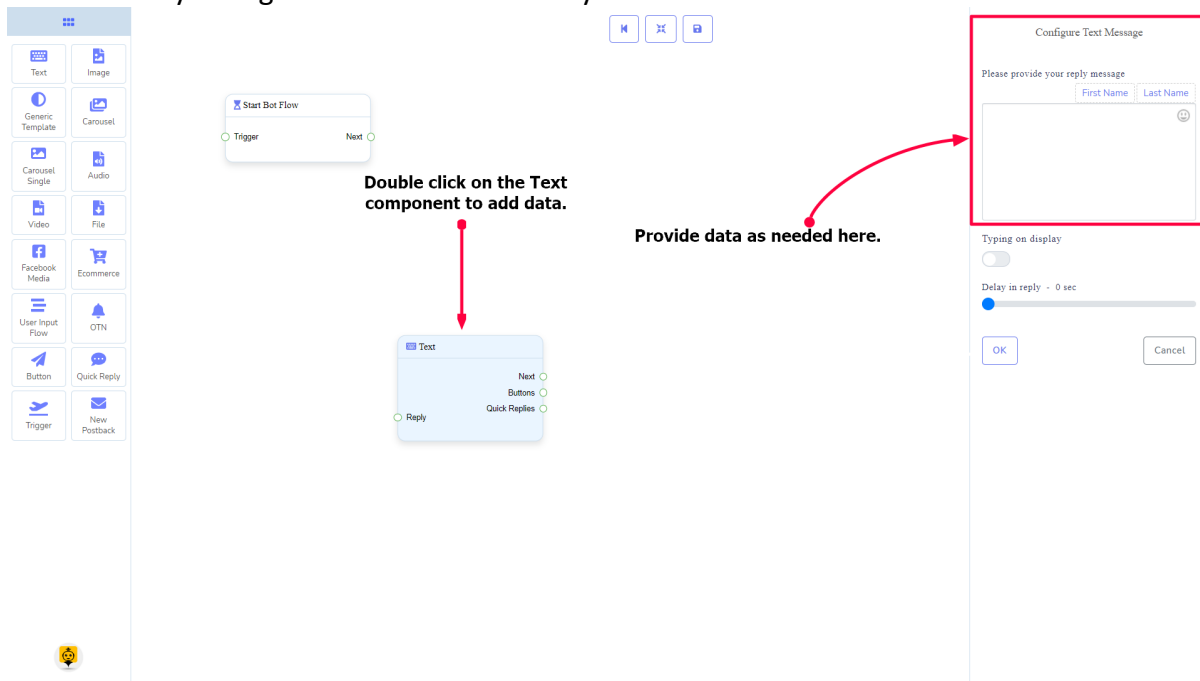 Text
Image
Generic
Template
Carousel
Carousel
Single
Audio
Video
File
Facebook
Media
Ecommerce
User Input
Flow
OTN
Button
Quick Reply
Trigger
New
Postback
Start Bot Flow
Trigger
Next
Double click on the Text
component to add data.
Text
Next
Buttons
Quick Replies
Reply
Provide data as needed here.
Configure Text Message
Please provide your reply message
First Name
Last Name
Typing on display
Delay in reply - 0 sec
OK
Cancel